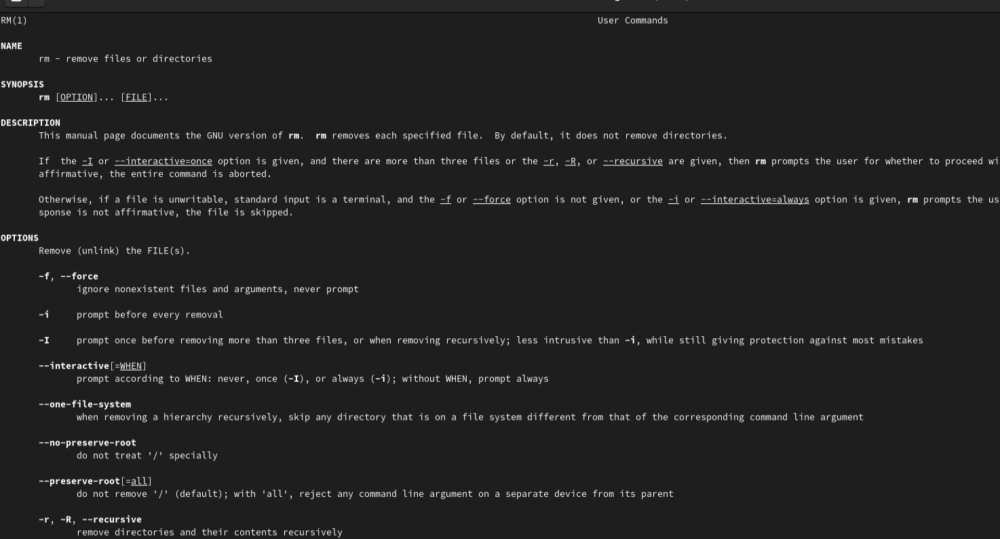 RM(1) User Commands
NAME
rm - remove files or directories
SYNOPSIS
rm [OPTION]... [FILE]...
DESCRIPTION
This manual page documents the GNU version of rm.  rm removes each specified file.  By default, it does not remove directories.
If  the -I or --interactive=once option is given, and there are more than three files or the -r, -R, or --recursive are given, then rm prompts the user for whether to proceed wi
affirmative, the entire command is aborted.
Otherwise, if a file is unwritable, standard input is a terminal, and the -f or --force option is not given, or the -i or --interactive=always option is given, rm prompts the us
sponse is not affirmative, the file is skipped.
OPTIONS
Remove (unlink) the FILE(s).
-f, --force
ignore nonexistent files and arguments, never prompt
-i     prompt before every removal
-I     prompt once before removing more than three files, or when removing recursively; less intrusive than -i, while still giving protection against most mistakes
--interactive[=WHEN]
prompt according to WHEN: never, once (-I), or always (-i); without WHEN, prompt always
--one-file-system
when removing a hierarchy recursively, skip any directory that is on a file system different from that of the corresponding command line argument
--no-preserve-root
do not treat '/' specially
--preserve-root[=all]
do not remove '/' (default); with 'all', reject any command line argument on a separate device from its parent
-r, -R, --recursive
remove directories and their contents recursively